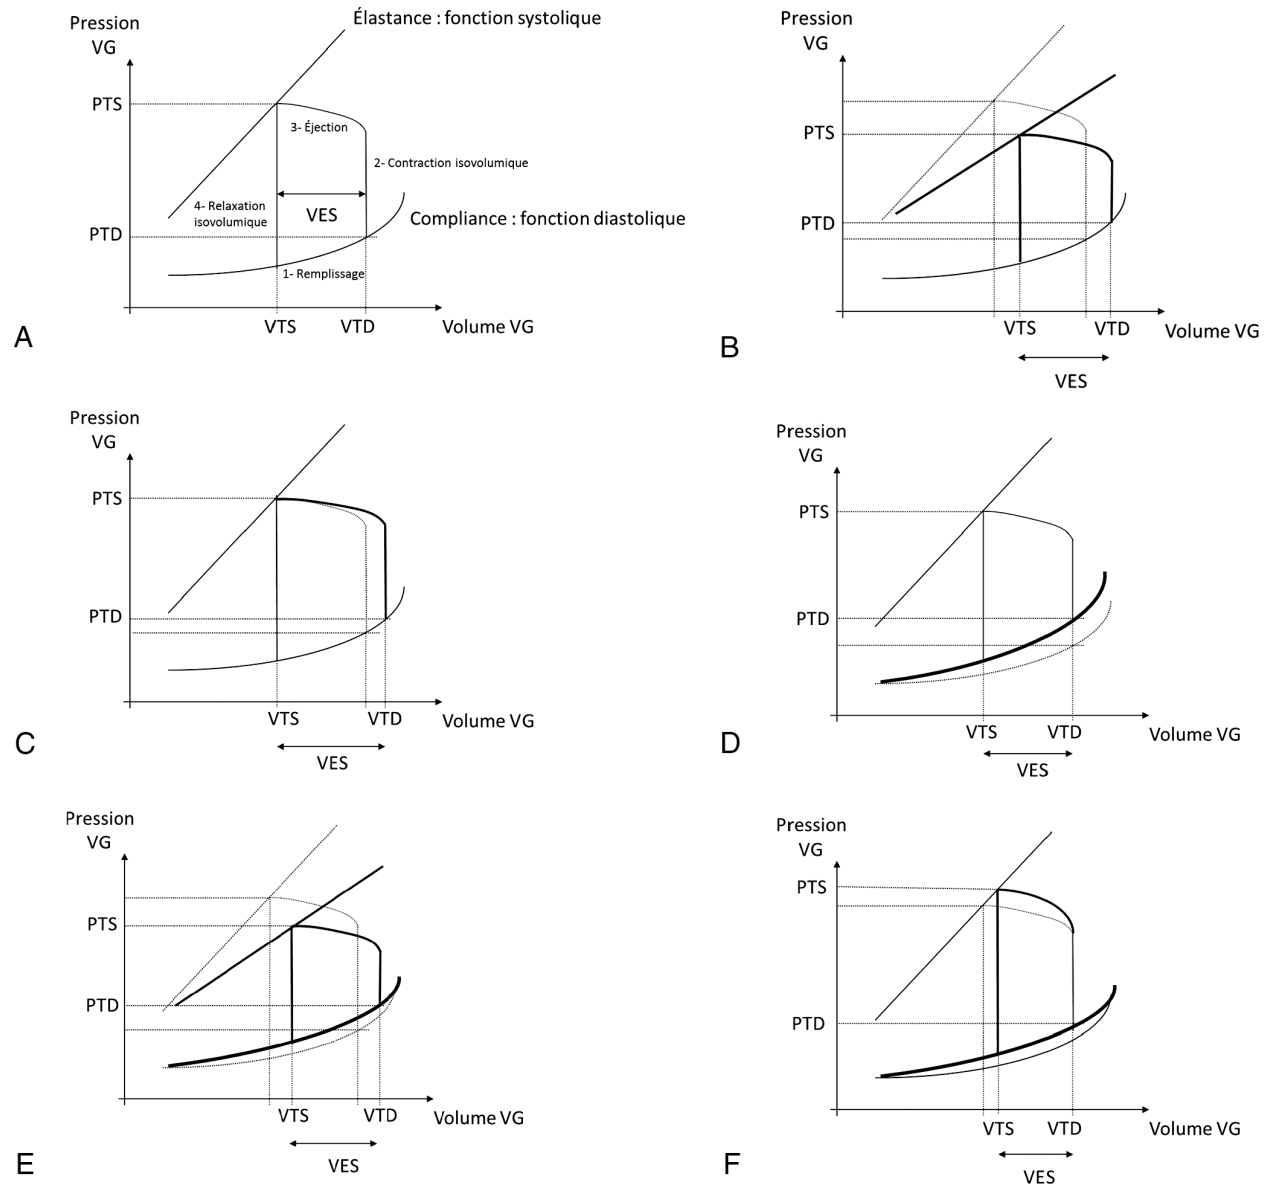 Pression
VG
Élastance : fonction systolique
PTS
3- Éjection
2- Contraction isovolumique
4- Relaxation
isovolumique
VES
Compliance : fonction diastolique
PTD
1- Remplissage
VTS
VTD
Volume VG
A
Pression
VG
PTS
PTD
VTS
VTD
Volume VG
VES
B
Pression
VG
PTS
PTD
VTS
VTD
Volume VG
VES
C
Pression
VG
PTS
PTD
VTS
VTD
Volume VG
VES
D
Pression
VG
PTS
PTD
VTS
VTD
Volume VG
VES
E
Pression
VG
PTS
PTD
VTS
VTD
Volume VG
VES
F